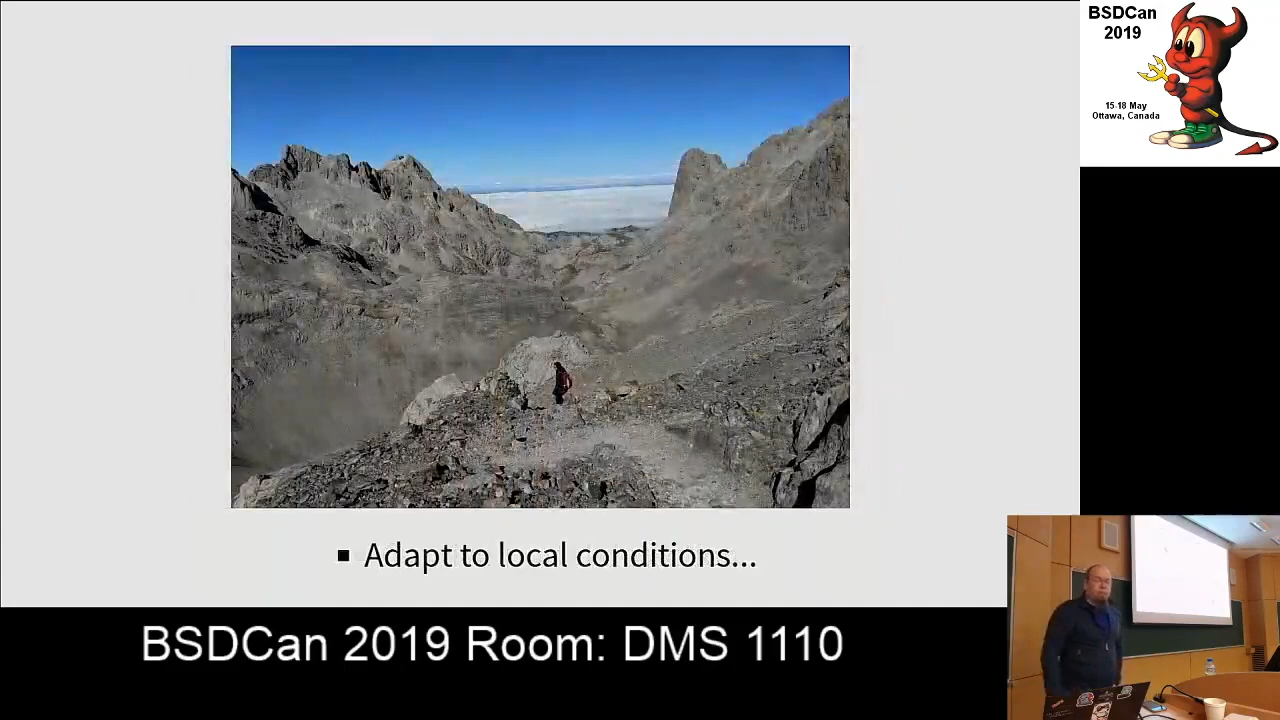 BSDCan
2019
15-18 May
Ottawa, Canada
▪ Adapt to local conditions...
BSDCan 2019 Room: DMS 1110